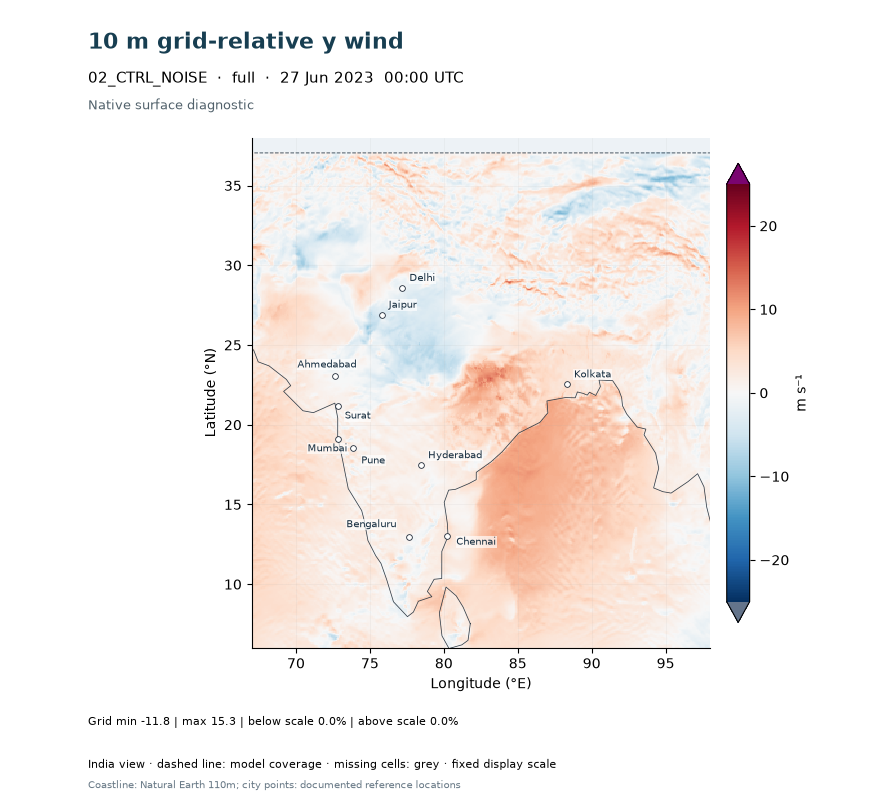 10 m grid-relative y wind
02_CTRL_NOISE · full · 27 Jun 2023 00:00 UTC
Native surface diagnostic
35
30
25
20
15
10
Latitude (°N)
Delhi
Jaipur
Ahmedabad
Kolkata
Surat
Mumbai
Pune
Hyderabad
Bengaluru
Chennai
70
75
80
85
90
95
Longitude (°E)
20
10
0
−10
−20
m s⁻¹
Grid min -11.8 | max 15.3 | below scale 0.0% | above scale 0.0%
India view · dashed line: model coverage · missing cells: grey · fixed display scale
Coastline: Natural Earth 110m; city points: documented reference locations